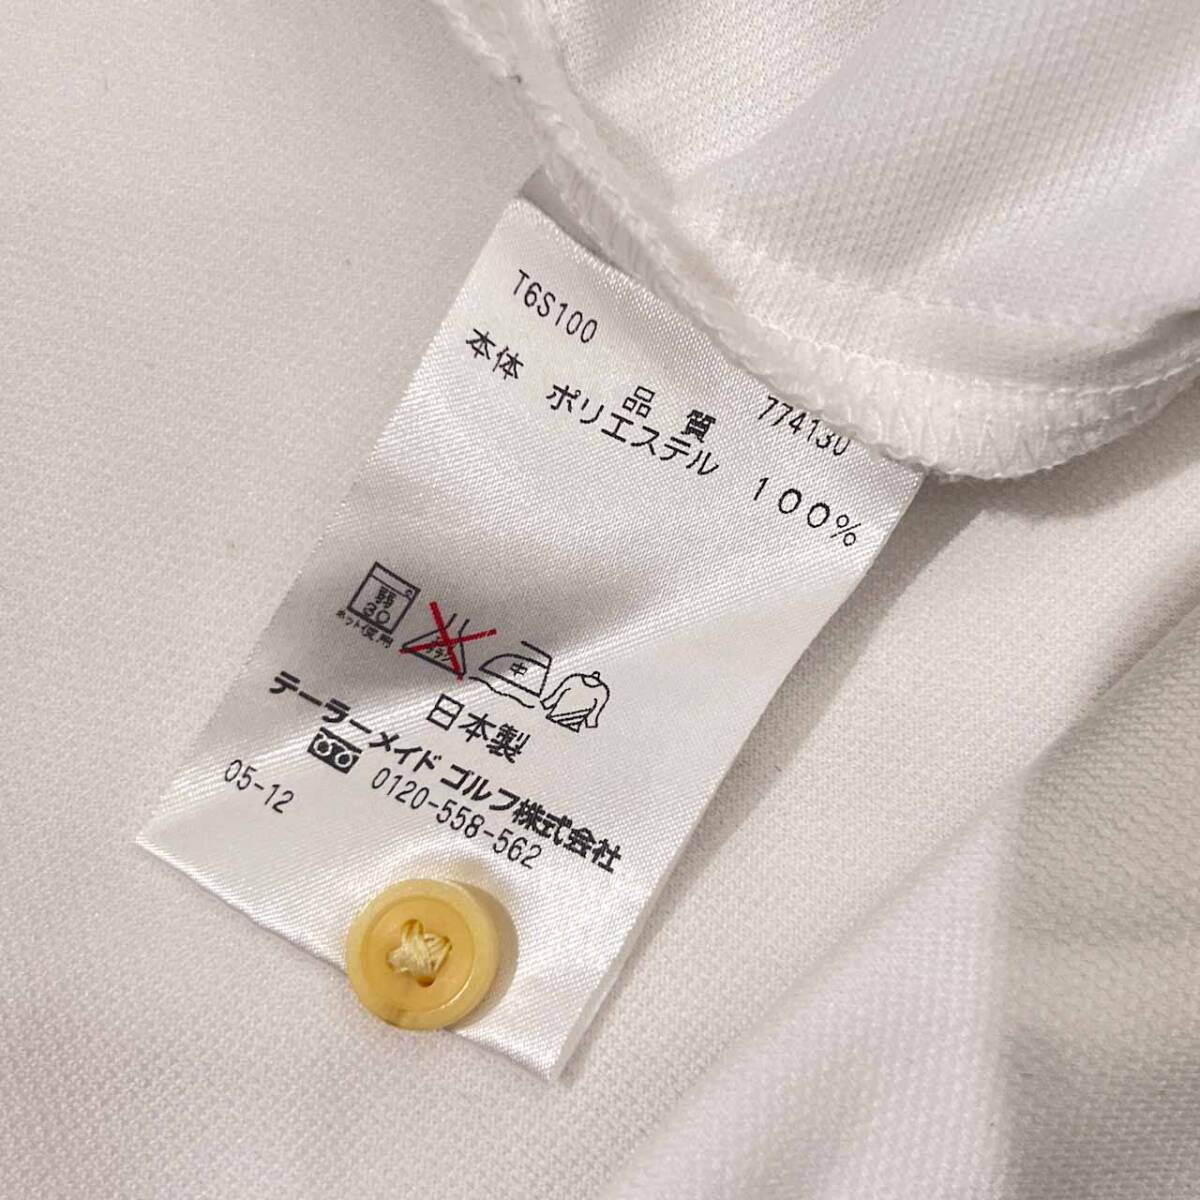 T6S100 774130
品質
本体 ポリエステル 100%
弱
30
ネット使用
中
日本製
テーラーメイド ゴルフ株式会社
0120-558-562
05-12